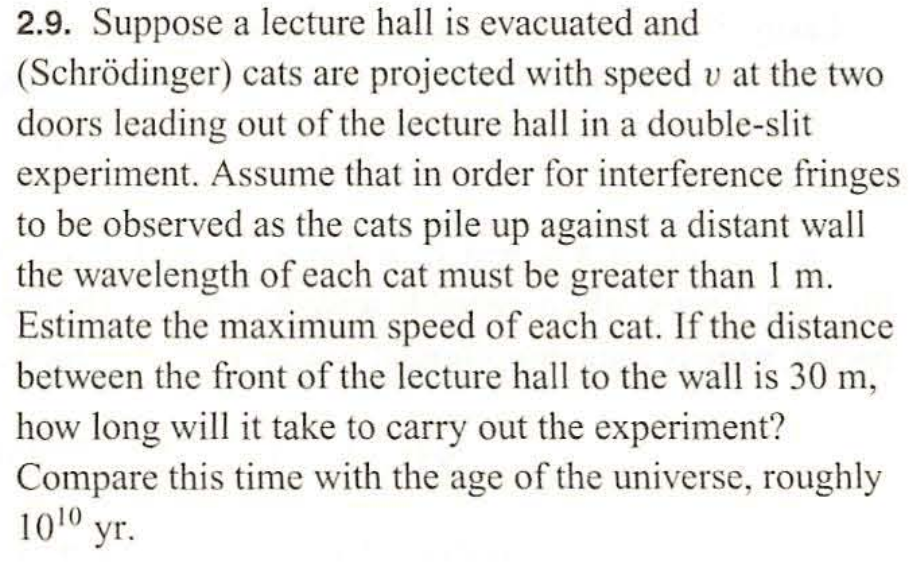 2.9. Suppose a lecture hall is evacuated and
(Schrödinger) cats are projected with speed v at the two
doors leading out of the lecture hall in a double-slit
experiment. Assume that in order for interference fringes
to be observed as the cats pile up against a distant wall
the wavelength of each cat must be greater than 1 m.
Estimate the maximum speed of each cat. If the distance
between the front of the lecture hall to the wall is 30 m,
how long will it take to carry out the experiment?
Compare this time with the age of the universe, roughly
10¹⁰ yr.